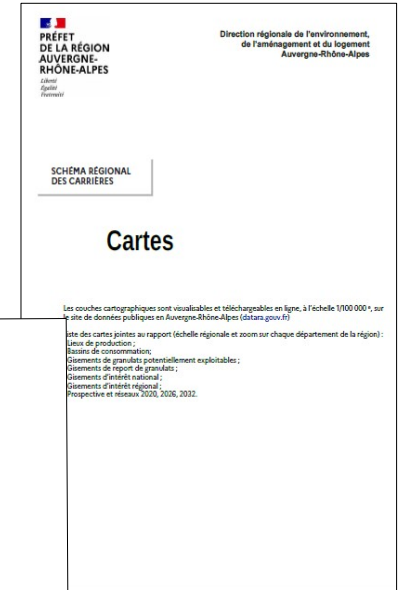 PRÉFET
DE LA RÉGION
AUVERGNE-
RHÔNE-ALPES
Liberté
Égalité
Fraternité
Direction régionale de l'environnement,
de l'aménagement et du logement
Auvergne-Rhône-Alpes
SCHÉMA RÉGIONAL
DES CARRIÈRES
Cartes
Les couches cartographiques sont visualisables et téléchargeables en ligne, à l'échelle 1/100 000 e, sur
le site de données publiques en Auvergne-Rhône-Alpes (datara.gouv.fr)
iste des cartes jointes au rapport (échelle régionale et zoom sur chaque département de la région) :
Lieux de production ;
Bassins de consommation;
Gisements de granulats potentiellement exploitables ;
Gisements de report de granulats ;
Gisements d'intérêt national ;
Gisements d'intérêt régional ;
Prospective et réseaux 2020, 2026, 2032.